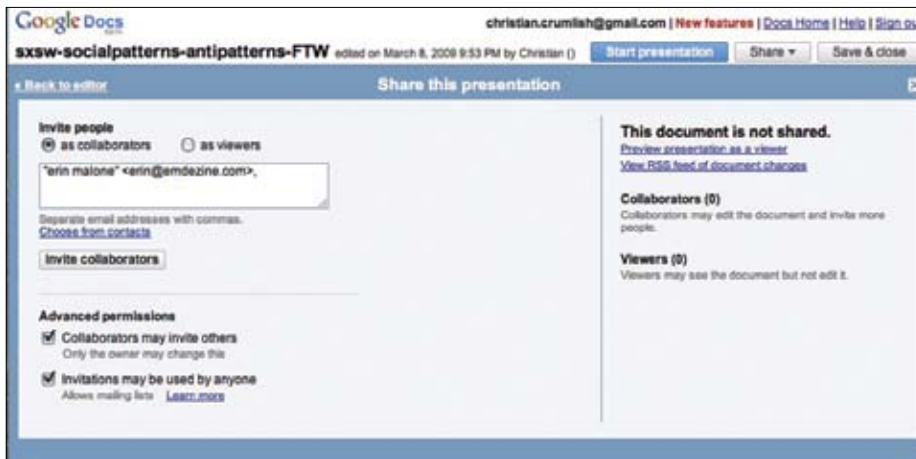 Google Docs
christian.crumlish@gmail.com | New features | Docs Home | Help | Sign ou
sxsw-socialpatterns-antipatterns-FTW edited on March 8, 2009 9:53 PM by Christian () Start presentation Share Save & close
« Back to editor Share this presentation
Invite people
as collaborators as viewers
"erin malone" <erin@emdezine.com>,
Separate email addresses with commas.
Choose from contacts
Invite collaborators
Advanced permissions
Collaborators may invite others
Only the owner may change this
Invitations may be used by anyone
Allows mailing lists Learn more
This document is not shared.
Preview presentation as a viewer
View RSS feed of document changes
Collaborators (0)
Collaborators may edit the document and invite more
people.
Viewers (0)
Viewers may see the document but not edit it.